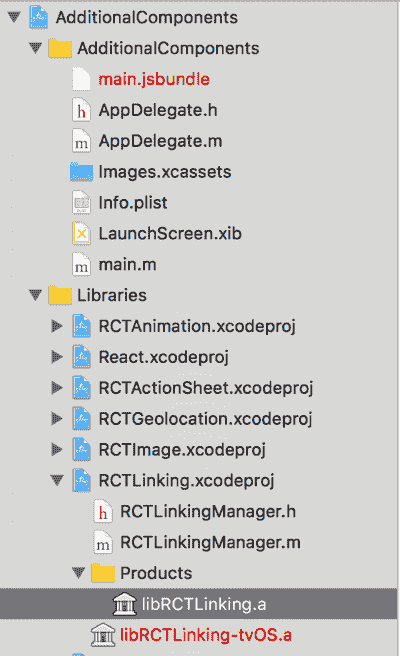 AdditionalComponents
AdditionalComponents
main.jsbundle
AppDelegate.h
AppDelegate.m
Images.xcassets
Info.plist
LaunchScreen.xib
main.m
Libraries
RCTAnimation.xcodeproj
React.xcodeproj
RCTActionSheet.xcodeproj
RCTGeolocation.xcodeproj
RCTImage.xcodeproj
RCTLinking.xcodeproj
RCTLinkingManager.h
RCTLinkingManager.m
Products
libRCTLinking.a
libRCTLinking-tvOS.a